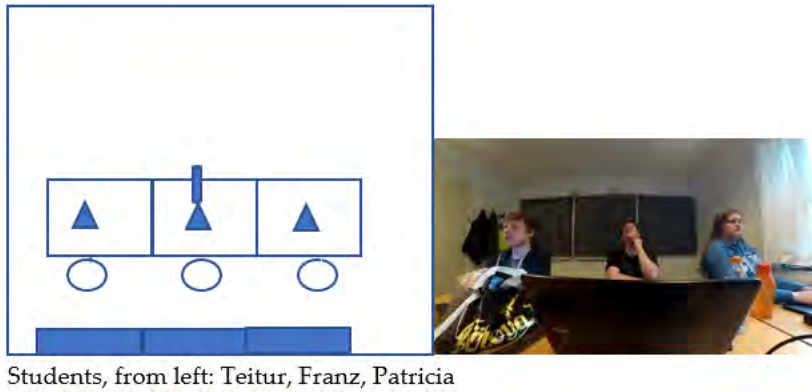 Students, from left: Teitur, Franz, Patricia